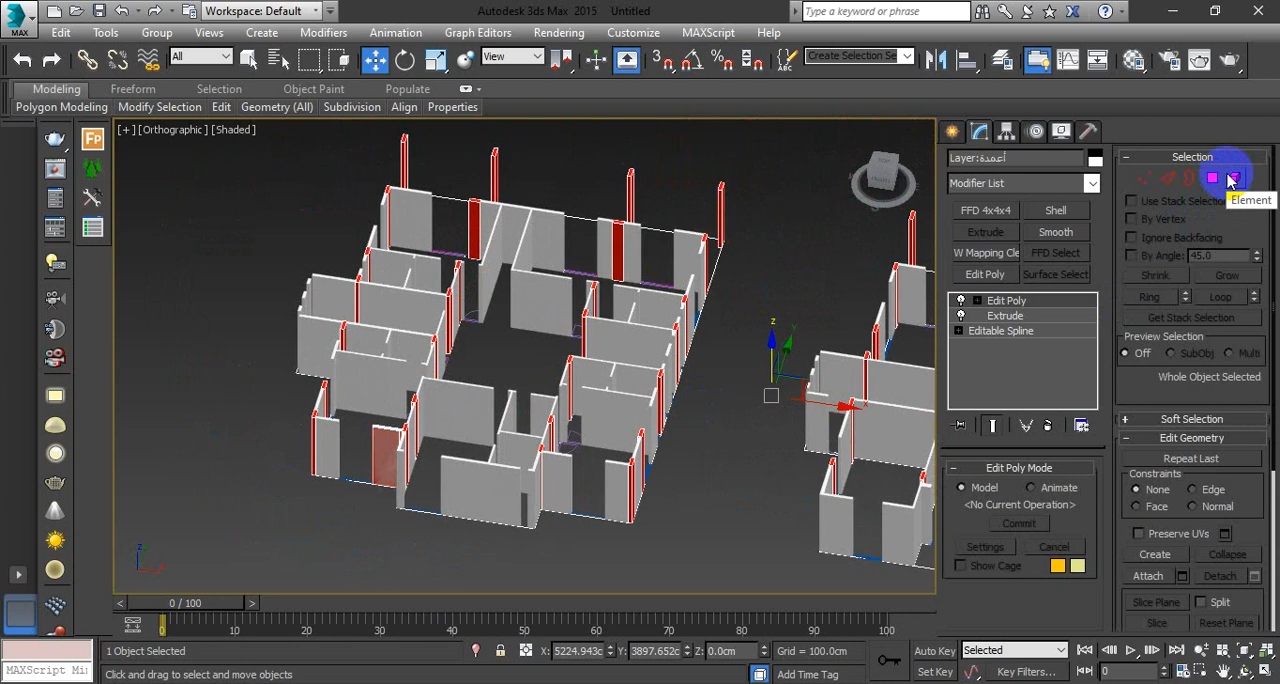 MAX
Workspace: Default
Autodesk 3ds Max 2015 Untitled
Type a keyword or phrase
Edit Tools Group Views Create Modifiers Animation Graph Editors Rendering Customize MAXScript Help
All View 3 Create Selection Se
Modeling Freeform Selection Object Paint Populate
Polygon Modeling Modify Selection Edit Geometry (All) Subdivision Align Properties
[+] [Orthographic] [Shaded]
Layer:أعمدة
Modifier List
FFD 4x4x4 Shell
Extrude Smooth
W Mapping Cle FFD Select
Edit Poly Surface Select
Edit Poly
Extrude
Editable Spline
Edit Poly Mode
Model Animate
<No Current Operation>
Commit
Settings Cancel
Show Cage
Selection
Use Stack Selection
Element
By Vertex
Ignore Backfacing
By Angle: 45.0
Shrink Grow
Ring Loop
Get Stack Selection
Preview Selection
Off SubObj Multi
Whole Object Selected
Soft Selection
Edit Geometry
Repeat Last
Constraints
None Edge
Face Normal
Preserve UVs
Create Collapse
Attach Detach
Slice Plane Split
Slice Reset Plane
FP
TOP
z
x
z
< 0 / 100 >
0 10 20 30 40 50 60 70 80 90 100
1 Object Selected X: 5224.943c Y: 3897.652c Z: 0.0cm Grid = 100.0cm Auto Key Selected
MAXScript Mi Click and drag to select and move objects Add Time Tag Set Key Key Filters... 0